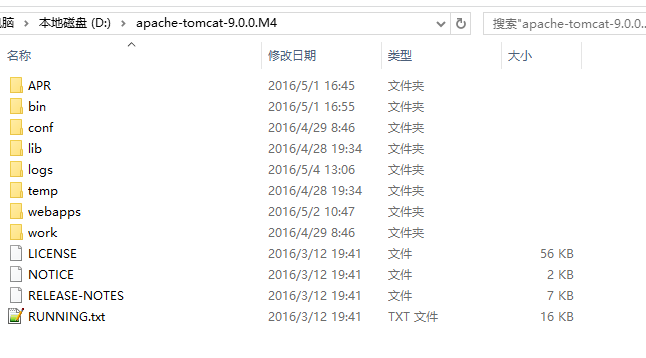 电脑 › 本地磁盘 (D:) › apache-tomcat-9.0.0.M4 搜索"apache-tomcat-9.0.0...
名称 修改日期 类型 大小
APR 2016/5/1 16:45 文件夹
bin 2016/5/1 16:55 文件夹
conf 2016/4/29 8:46 文件夹
lib 2016/4/28 19:34 文件夹
logs 2016/5/4 13:06 文件夹
temp 2016/4/28 19:34 文件夹
webapps 2016/5/2 10:47 文件夹
work 2016/4/29 8:46 文件夹
LICENSE 2016/3/12 19:41 文件 56 KB
NOTICE 2016/3/12 19:41 文件 2 KB
RELEASE-NOTES 2016/3/12 19:41 文件 7 KB
RUNNING.txt 2016/3/12 19:41 TXT 文件 16 KB